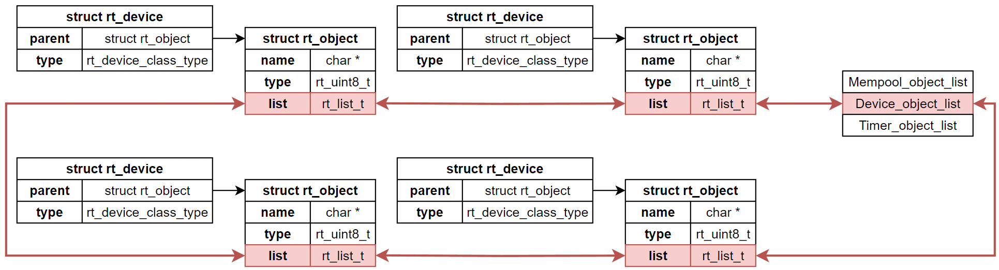 struct rt_device
parent struct rt_object
type rt_device_class_type
struct rt_object
name char *
type rt_uint8_t
list rt_list_t
struct rt_device
parent struct rt_object
type rt_device_class_type
struct rt_object
name char *
type rt_uint8_t
list rt_list_t
Mempool_object_list
Device_object_list
Timer_object_list
struct rt_device
parent struct rt_object
type rt_device_class_type
struct rt_object
name char *
type rt_uint8_t
list rt_list_t
struct rt_device
parent struct rt_object
type rt_device_class_type
struct rt_object
name char *
type rt_uint8_t
list rt_list_t